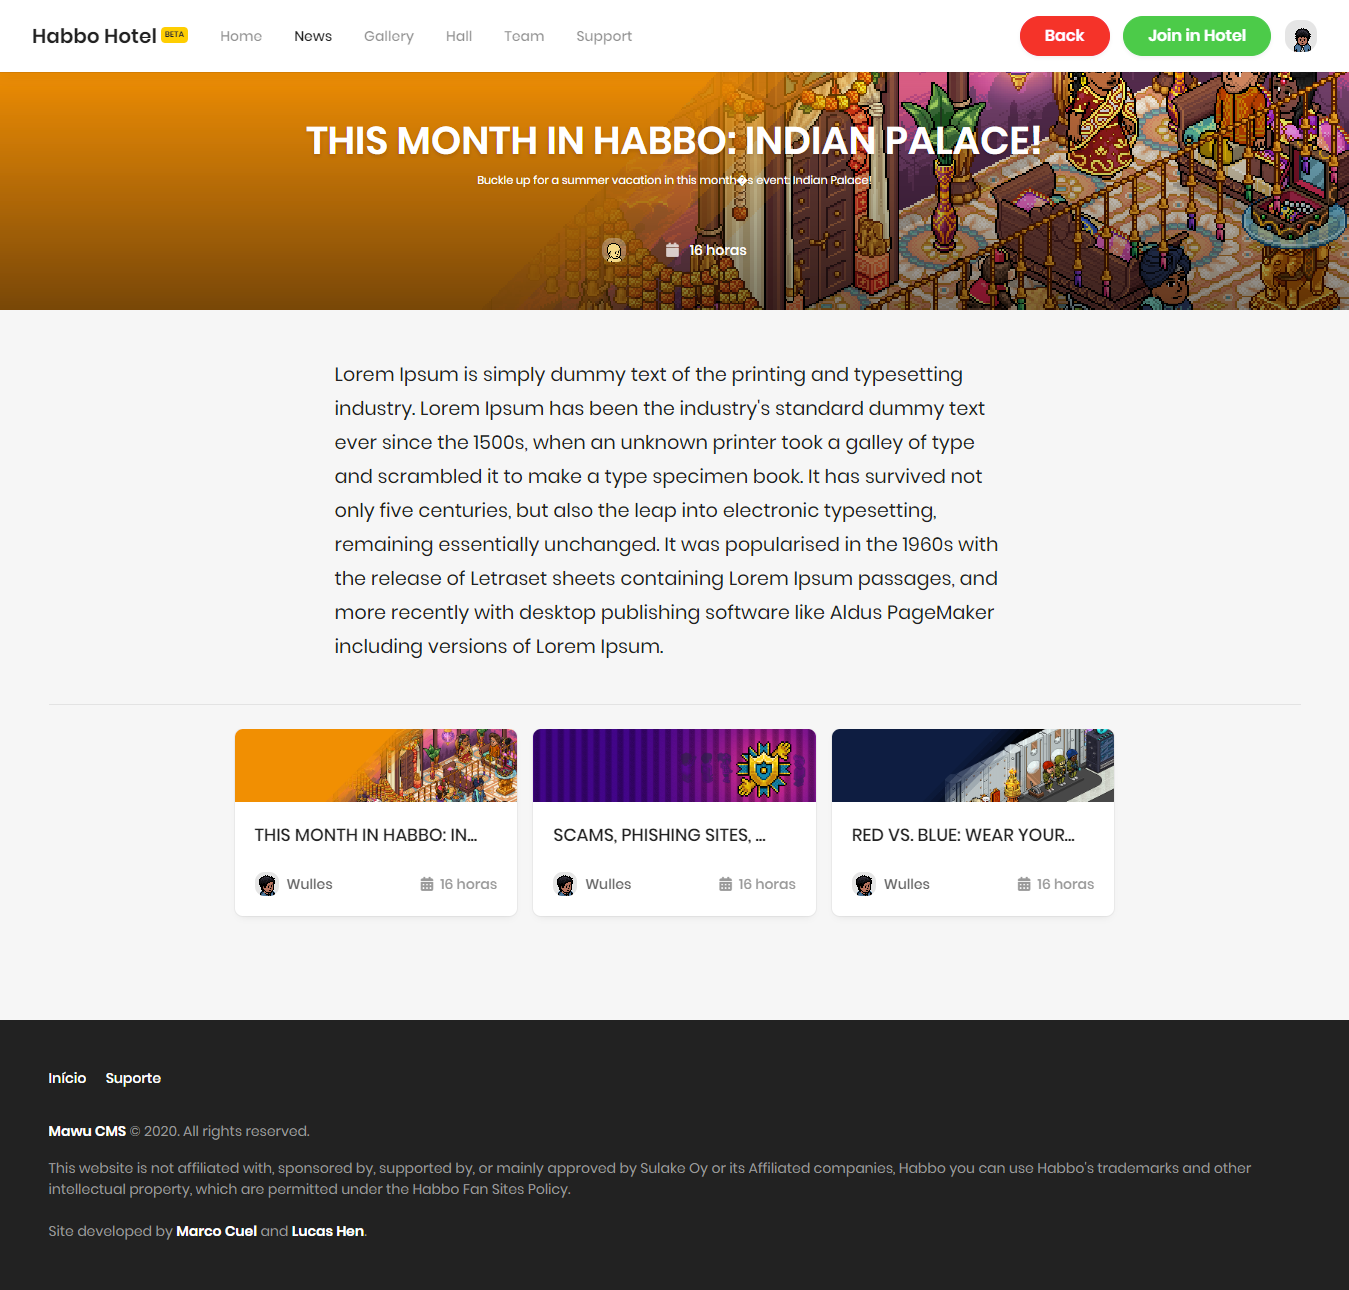 Habbo Hotel BETA Home News Gallery Hall Team Support Back Join in Hotel
THIS MONTH IN HABBO: INDIAN PALACE!
Buckle up for a summer vacation in this month�s event: Indian Palace!
16 horas
Lorem Ipsum is simply dummy text of the printing and typesetting
industry. Lorem Ipsum has been the industry's standard dummy text
ever since the 1500s, when an unknown printer took a galley of type
and scrambled it to make a type specimen book. It has survived not
only five centuries, but also the leap into electronic typesetting,
remaining essentially unchanged. It was popularised in the 1960s with
the release of Letraset sheets containing Lorem Ipsum passages, and
more recently with desktop publishing software like Aldus PageMaker
including versions of Lorem Ipsum.
THIS MONTH IN HABBO: IN...
Wulles 16 horas
SCAMS, PHISHING SITES, ...
Wulles 16 horas
RED VS. BLUE: WEAR YOUR...
Wulles 16 horas
Início Suporte
Mawu CMS © 2020. All rights reserved.
This website is not affiliated with, sponsored by, supported by, or mainly approved by Sulake Oy or its Affiliated companies, Habbo you can use Habbo's trademarks and other
intellectual property, which are permitted under the Habbo Fan Sites Policy.
Site developed by Marco Cuel and Lucas Hen.